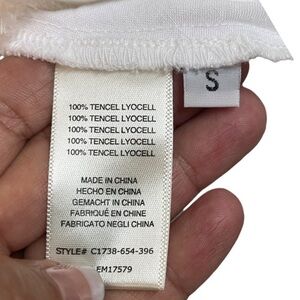 S
100% TENCEL LYOCELL
100% TENCEL LYOCELL
100% TENCEL LYOCELL
100% TENCEL LYOCELL
100% TENCEL LYOCELL
MADE IN CHINA
HECHO EN CHINA
GEMACHT IN CHINA
FABRIQUÉ EN CHINE
FABRICATO NEGLI CHINA
STYLE# C1738-654-396
EM17579